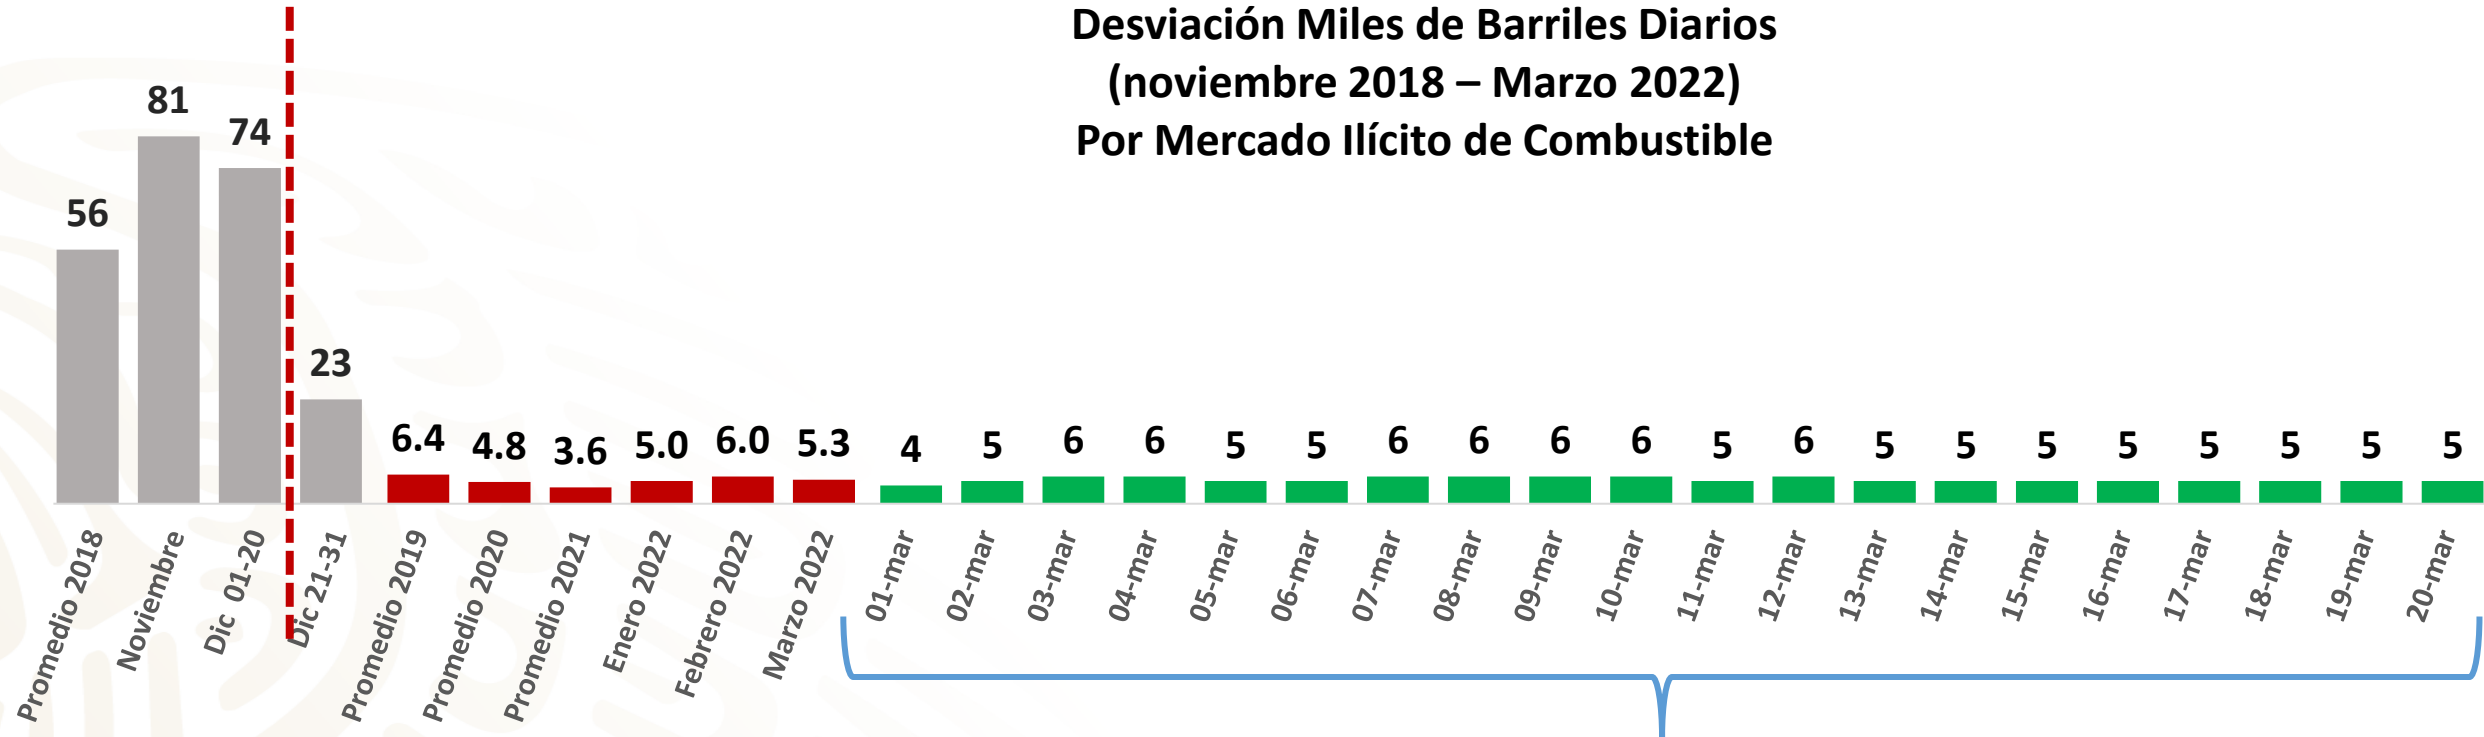 Desviación Miles de Barriles Diarios
(noviembre 2018 – Marzo 2022)
Por Mercado Ilícito de Combustible
56
81
74
23
6.4
4.8
3.6
5.0
6.0
5.3
4
5
6
6
5
5
6
6
6
6
5
6
5
5
5
5
5
5
5
5
Promedio 2018
Noviembre
Dic 01-20
Dic 21-31
Promedio 2019
Promedio 2020
Promedio 2021
Enero 2022
Febrero 2022
Marzo 2022
01-mar
02-mar
03-mar
04-mar
05-mar
06-mar
07-mar
08-mar
09-mar
10-mar
11-mar
12-mar
13-mar
14-mar
15-mar
16-mar
17-mar
18-mar
19-mar
20-mar